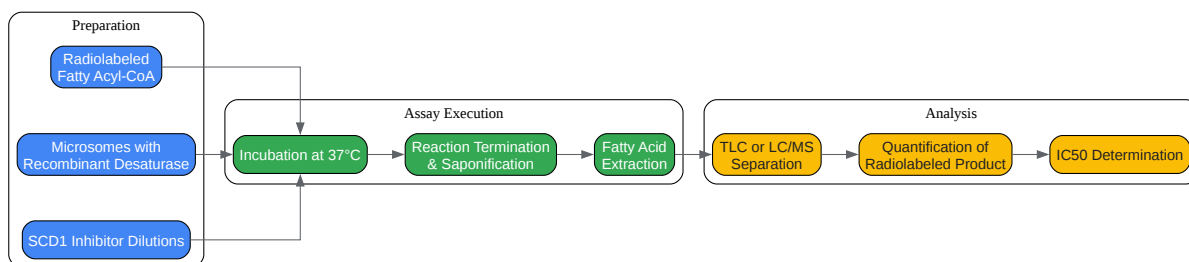 Preparation
Radiolabeled
Fatty Acyl-CoA
Microsomes with
Recombinant Desaturase
SCD1 Inhibitor Dilutions
Assay Execution
Incubation at 37°C
Reaction Termination
& Saponification
Fatty Acid
Extraction
Analysis
TLC or LC/MS
Separation
Quantification of
Radiolabeled Product
IC50 Determination